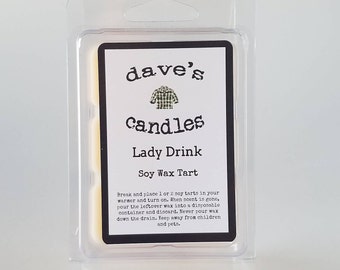 dave's
candles
Lady Drink
Soy Wax Tart
Break and place 1 or 2 soy tarts in your
warmer and turn on. When scent is gone,
pour the leftover wax into a disposable
container and discard. Never pour wax
down the drain. Keep away from children
and pets.